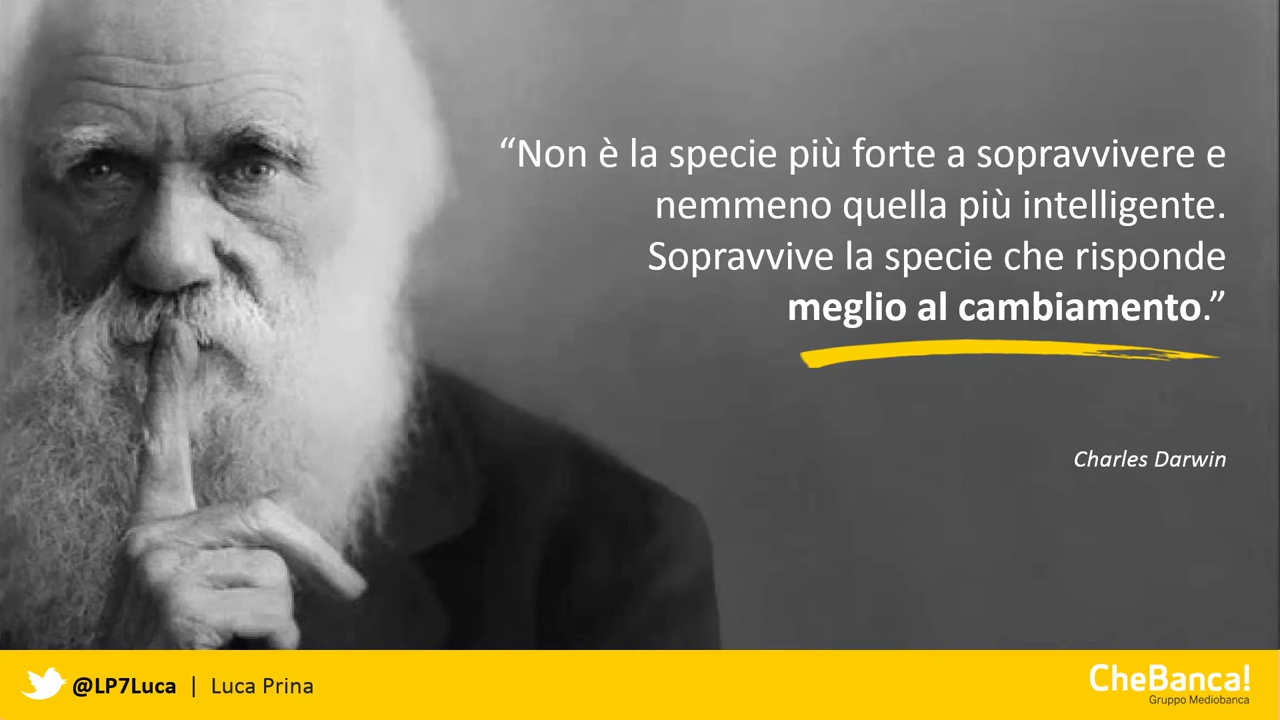 “Non è la specie più forte a sopravvivere e
nemmeno quella più intelligente.
Sopravvive la specie che risponde
meglio al cambiamento.”
Charles Darwin
@LP7Luca | Luca Prina
CheBanca!
Gruppo Mediobanca